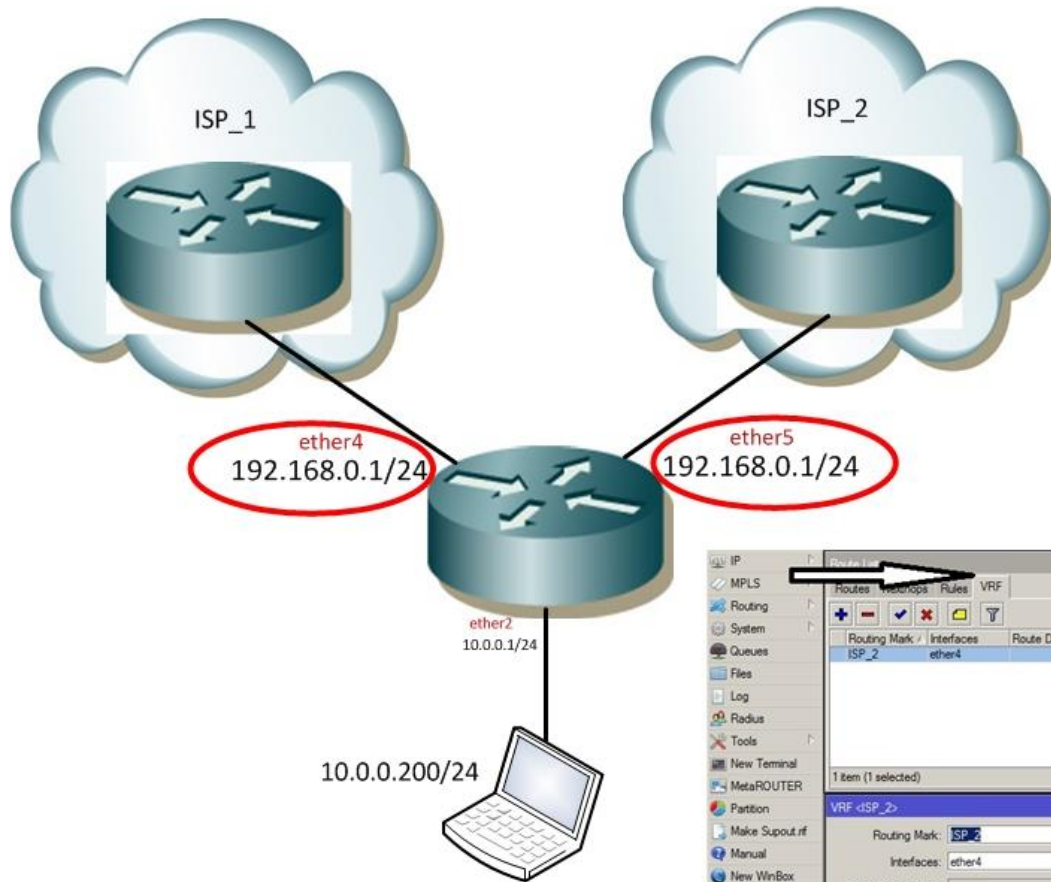 ISP_1
ISP_2
ether4
192.168.0.1/24
ether5
192.168.0.1/24
ether2
10.0.0.1/24
10.0.0.200/24
IP
MPLS
Routing
System
Queues
Files
Log
Radius
Tools
New Terminal
MetaROUTER
Partition
Make Supout.rif
Manual
New WinBox
Route List
Routes Nexthops Rules VRF
Routing Mark Interfaces Route D
ISP_2 ether4
1 item (1 selected)
VRF <ISP_2>
Routing Mark: ISP_2
Interfaces: ether4